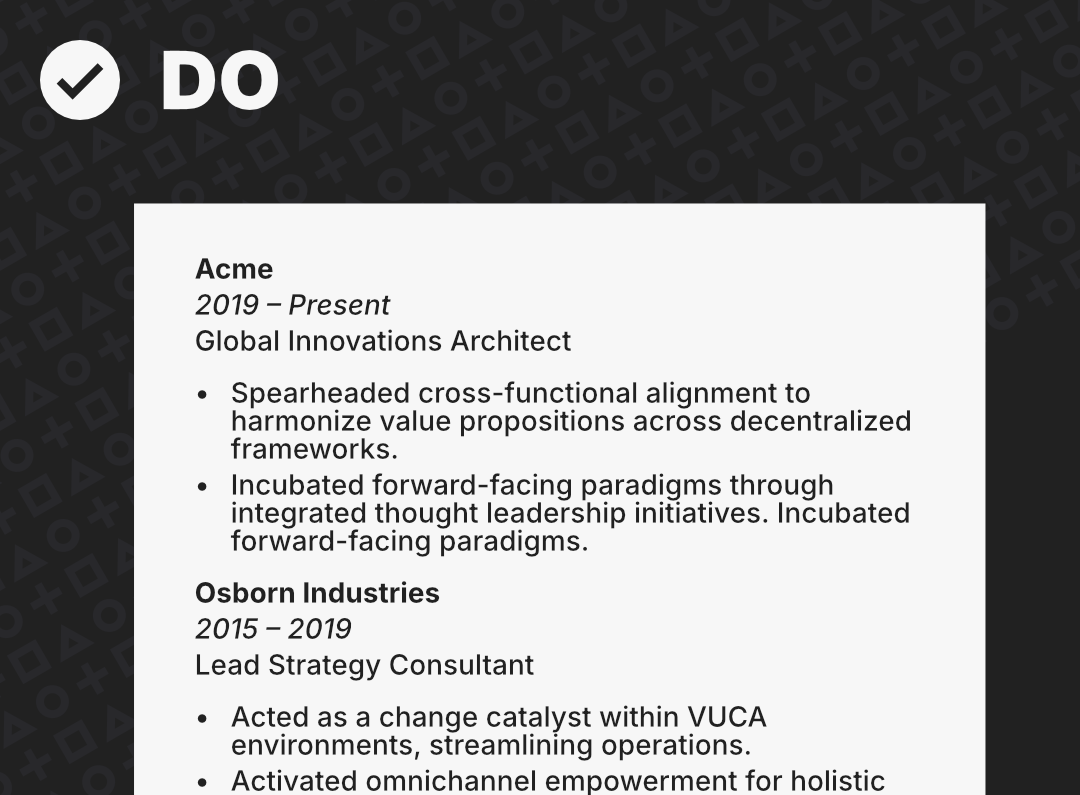 DO
Acme
2019 – Present
Global Innovations Architect
• Spearheaded cross-functional alignment to
harmonize value propositions across decentralized
frameworks.
• Incubated forward-facing paradigms through
integrated thought leadership initiatives. Incubated
forward-facing paradigms.
Osborn Industries
2015 – 2019
Lead Strategy Consultant
• Acted as a change catalyst within VUCA
environments, streamlining operations.
• Activated omnichannel empowerment for holistic